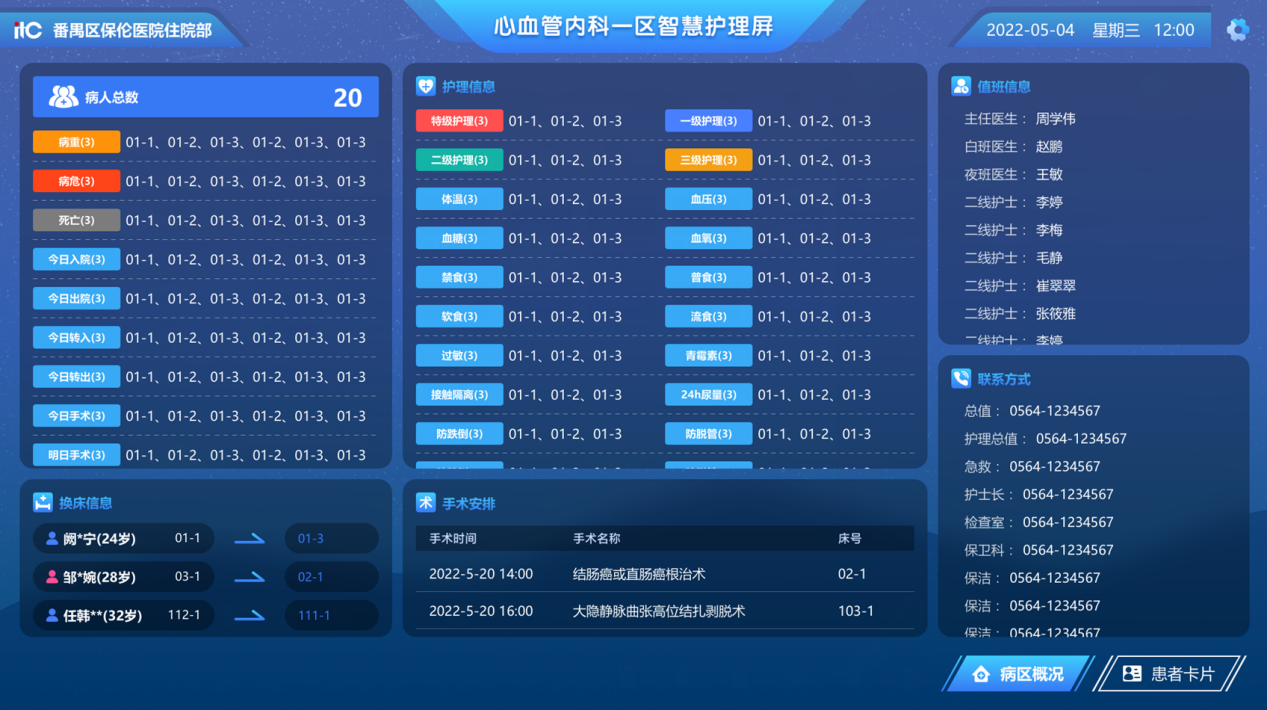 itC 番禺区保伦医院住院部
心血管内科一区智慧护理屏
2022-05-04 星期三 12:00
病人总数 20
病重(3) 01-1、01-2、01-3、01-2、01-3、01-3
病危(3) 01-1、01-2、01-3、01-2、01-3、01-3
死亡(3) 01-1、01-2、01-3、01-2、01-3、01-3
今日入院(3) 01-1、01-2、01-3、01-2、01-3、01-3
今日出院(3) 01-1、01-2、01-3、01-2、01-3、01-3
今日转入(3) 01-1、01-2、01-3、01-2、01-3、01-3
今日转出(3) 01-1、01-2、01-3、01-2、01-3、01-3
今日手术(3) 01-1、01-2、01-3、01-2、01-3、01-3
明日手术(3) 01-1、01-2、01-3、01-2、01-3、01-3
护理信息
特级护理(3) 01-1、01-2、01-3 一级护理(3) 01-1、01-2、01-3
二级护理(3) 01-1、01-2、01-3 三级护理(3) 01-1、01-2、01-3
体温(3) 01-1、01-2、01-3 血压(3) 01-1、01-2、01-3
血糖(3) 01-1、01-2、01-3 血氧(3) 01-1、01-2、01-3
禁食(3) 01-1、01-2、01-3 普食(3) 01-1、01-2、01-3
软食(3) 01-1、01-2、01-3 流食(3) 01-1、01-2、01-3
过敏(3) 01-1、01-2、01-3 青霉素(3) 01-1、01-2、01-3
接触隔离(3) 01-1、01-2、01-3 24h尿量(3) 01-1、01-2、01-3
防跌倒(3) 01-1、01-2、01-3 防脱管(3) 01-1、01-2、01-3
值班信息
主任医生： 周学伟
白班医生： 赵鹏
夜班医生： 王敏
二线护士： 李婷
二线护士： 李梅
二线护士： 毛静
二线护士： 崔翠翠
二线护士： 张筱雅
二线护士： 李婷
换床信息
阙*宁(24岁) 01-1 01-3
邹*婉(28岁) 03-1 02-1
任韩**(32岁) 112-1 111-1
术 手术安排
手术时间 手术名称 床号
2022-5-20 14:00 结肠癌或直肠癌根治术 02-1
2022-5-20 16:00 大隐静脉曲张高位结扎剥脱术 103-1
联系方式
总值： 0564-1234567
护理总值： 0564-1234567
急救： 0564-1234567
护士长： 0564-1234567
检查室： 0564-1234567
保卫科： 0564-1234567
保洁： 0564-1234567
保洁： 0564-1234567
保洁： 0564-1234567
病区概况
患者卡片